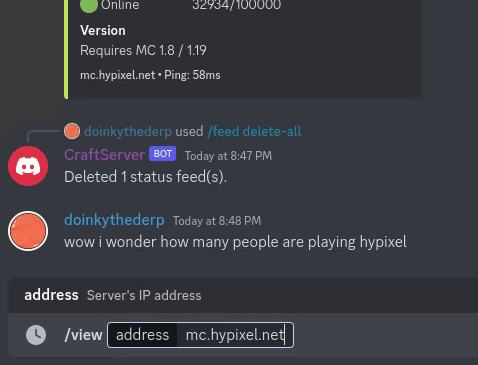 Online 32934/100000
Version
Requires MC 1.8 / 1.19
mc.hypixel.net • Ping: 58ms
doinkythederp used /feed delete-all
CraftServer BOT Today at 8:47 PM
Deleted 1 status feed(s).
doinkythederp Today at 8:48 PM
wow i wonder how many people are playing hypixel
address Server's IP address
/view address mc.hypixel.net